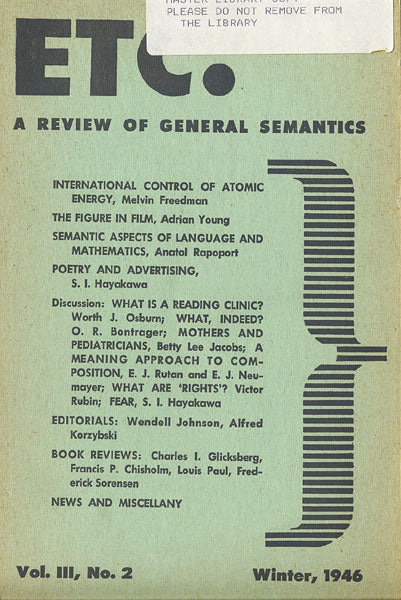 PLEASE DO NOT REMOVE FROM
THE LIBRARY
ETC.
A REVIEW OF GENERAL SEMANTICS
INTERNATIONAL CONTROL OF ATOMIC
ENERGY, Melvin Freedman
THE FIGURE IN FILM, Adrian Young
SEMANTIC ASPECTS OF LANGUAGE AND
MATHEMATICS, Anatol Rapoport
POETRY AND ADVERTISING,
S. I. Hayakawa
Discussion: WHAT IS A READING CLINIC?
Worth J. Osburn; WHAT, INDEED?
O. R. Bontrager; MOTHERS AND
PEDIATRICIANS, Betty Lee Jacobs; A
MEANING APPROACH TO COM-
POSITION, E. J. Rutan and E. J. Neu-
mayer; WHAT ARE 'RIGHTS'? Victor
Rubin; FEAR, S. I. Hayakawa
EDITORIALS: Wendell Johnson, Alfred
Korzybski
BOOK REVIEWS: Charles I. Glicksberg,
Francis P. Chisholm, Louis Paul, Fred-
erick Sorensen
NEWS AND MISCELLANY
Vol. III, No. 2
Winter, 1946